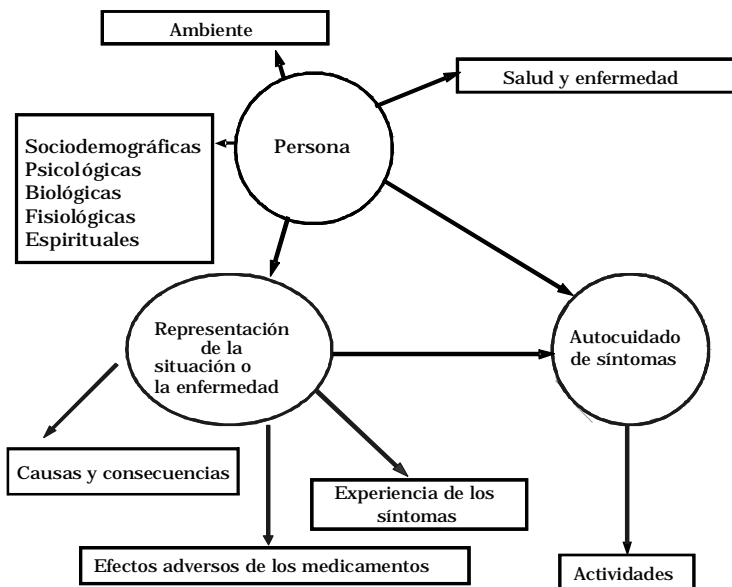 Ambiente
Salud y enfermedad
Persona
Sociodemográficas
Psicológicas
Biológicas
Fisiológicas
Espirituales
Representación
de la
situación o
la enfermedad
Autocuidado
de síntomas
Causas y consecuencias
Experiencia de los
síntomas
Efectos adversos de los medicamentos
Actividades